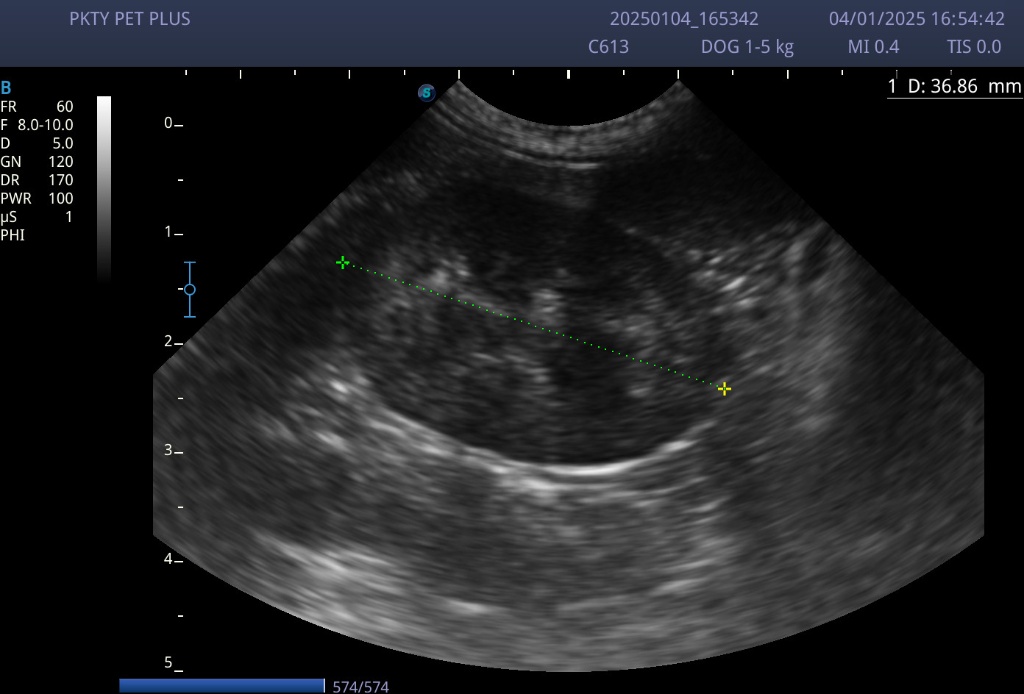 PKTY PET PLUS
20250104_165342
04/01/2025 16:54:42
C613
DOG 1-5 kg
MI 0.4
TIS 0.0
B
1 D: 36.86 mm
FR 60
F 8.0-10.0
D 5.0
GN 120
DR 170
PWR 100
µS 1
PHI
S
0
1
2
3
4
5
574/574